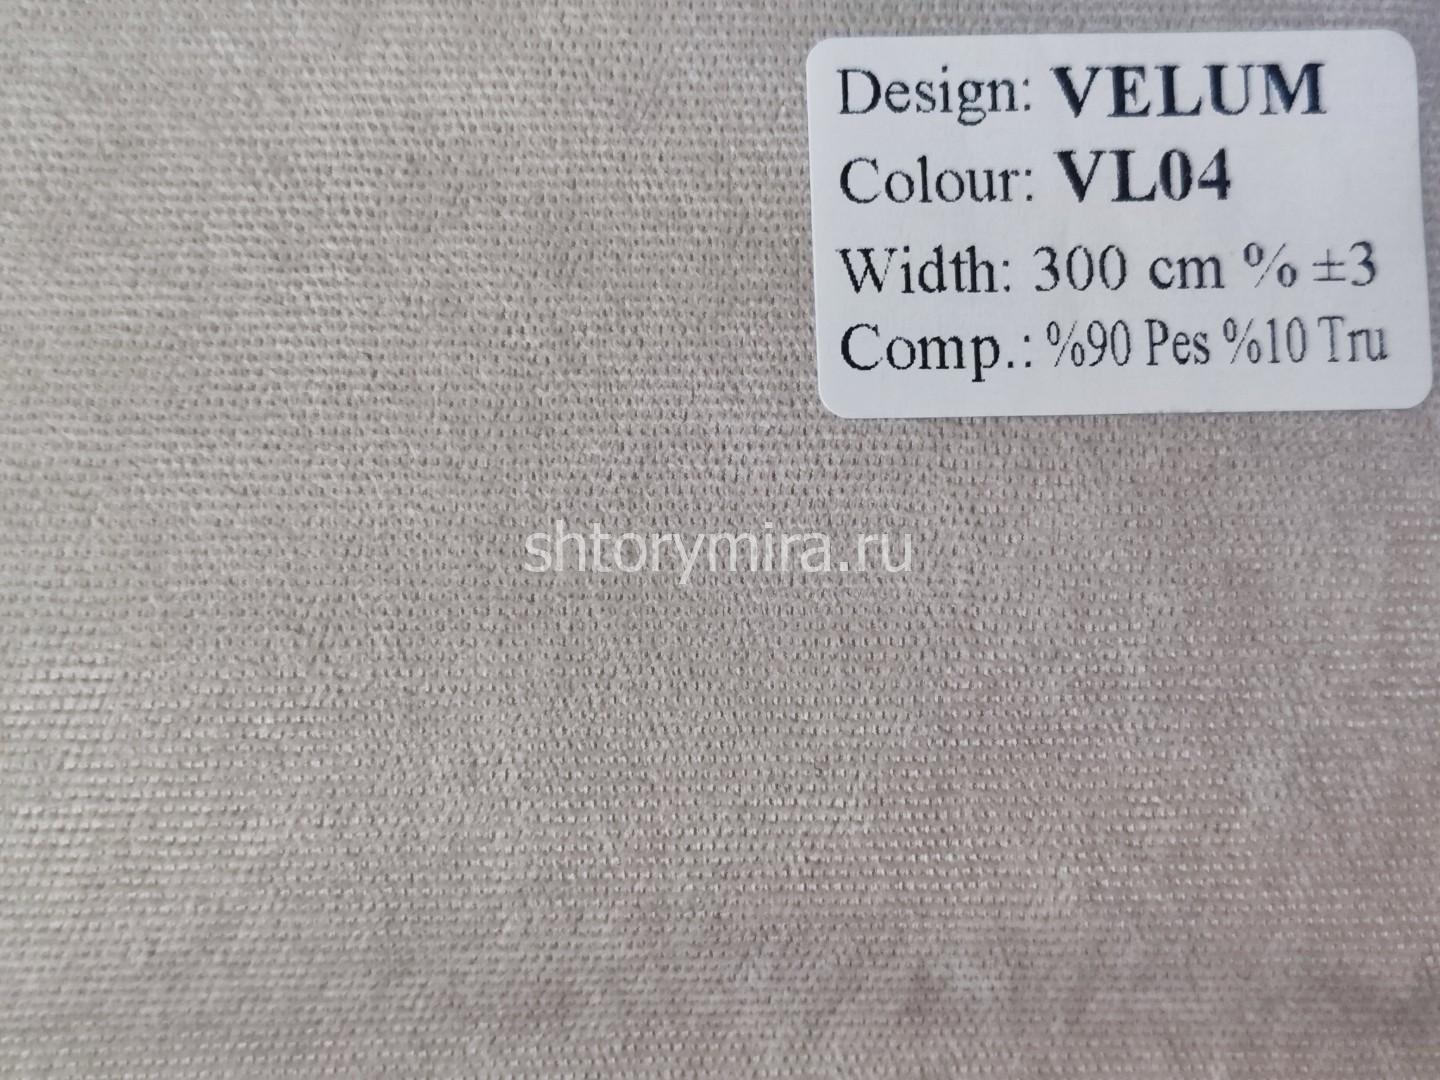 Design: VELUM
Colour: VL04
Width: 300 cm % ±3
Comp.: %90 Pes %10 Tru
shtorymira.ru